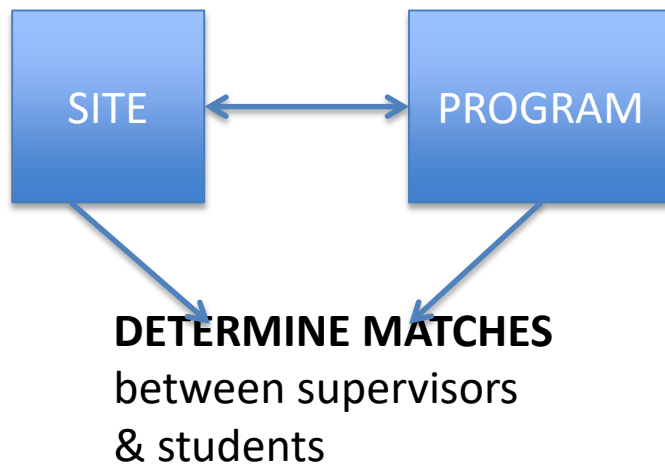 SITE
PROGRAM
DETERMINE MATCHES
between supervisors
& students